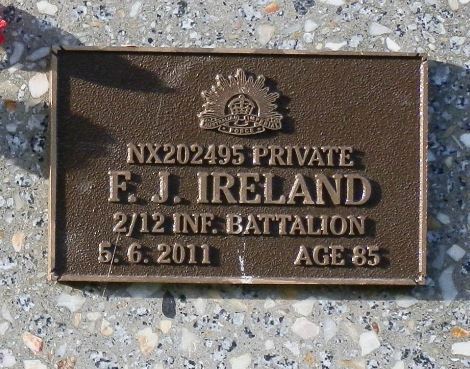 NX202495 PRIVATE
F. J. IRELAND
2/12 INF. BATTALION
5. 6. 2011 AGE 85